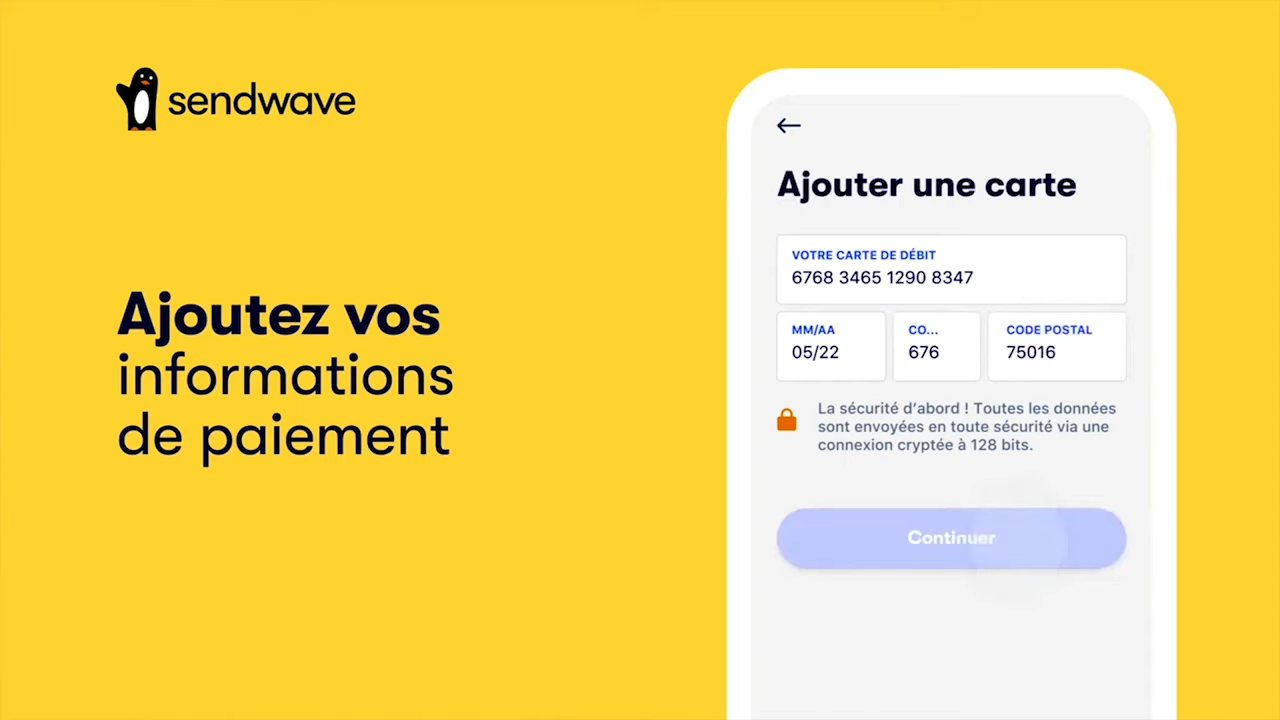 sendwave
Ajoutez vos
informations
de paiement
Ajouter une carte
VOTRE CARTE DE DÉBIT
6768 3465 1290 8347
MM/AA
05/22
CO...
676
CODE POSTAL
75016
La sécurité d'abord ! Toutes les données
sont envoyées en toute sécurité via une
connexion cryptée à 128 bits.
Continuer